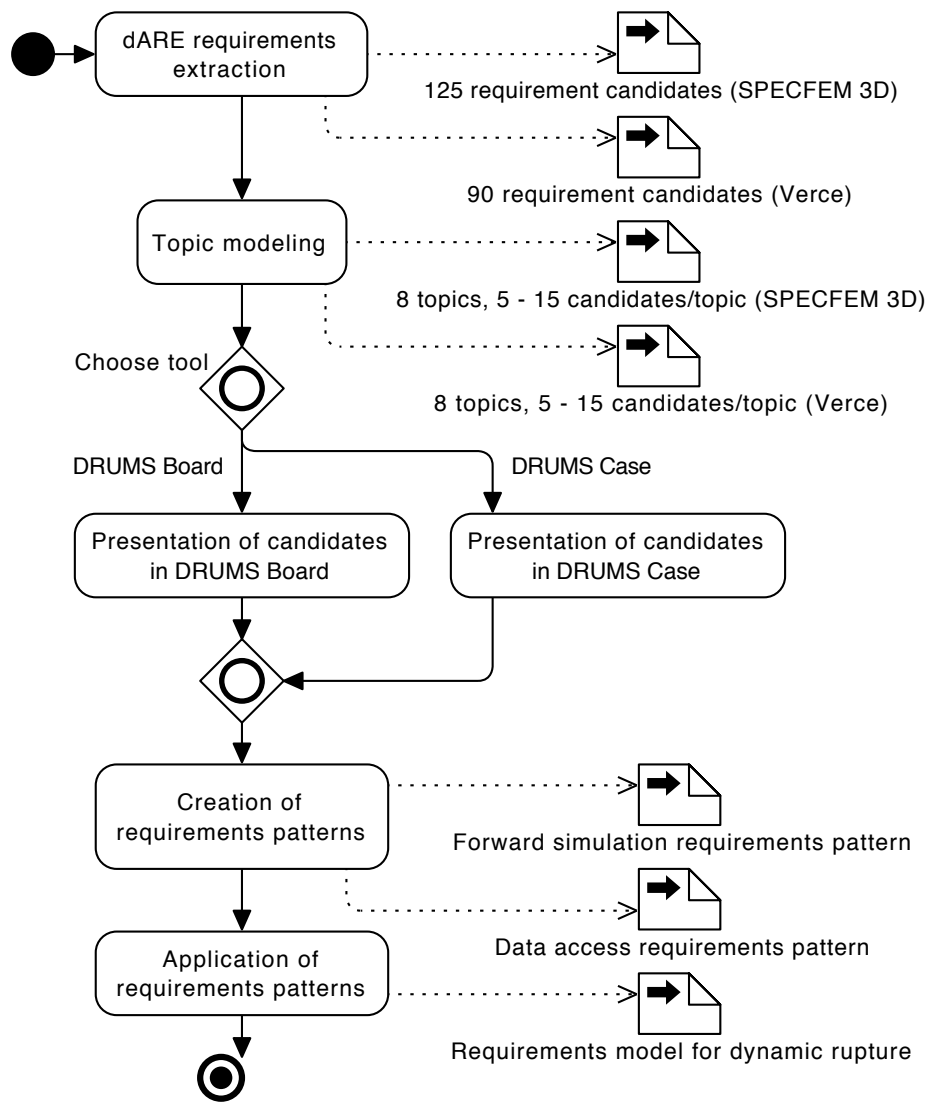 dARE requirements
extraction
125 requirement candidates (SPECFEM 3D)
90 requirement candidates (Verce)
Topic modeling
8 topics, 5 - 15 candidates/topic (SPECFEM 3D)
Choose tool
8 topics, 5 - 15 candidates/topic (Verce)
DRUMS Board
DRUMS Case
Presentation of candidates
in DRUMS Board
Presentation of candidates
in DRUMS Case
Creation of
requirements patterns
Forward simulation requirements pattern
Data access requirements pattern
Application of
requirements patterns
Requirements model for dynamic rupture